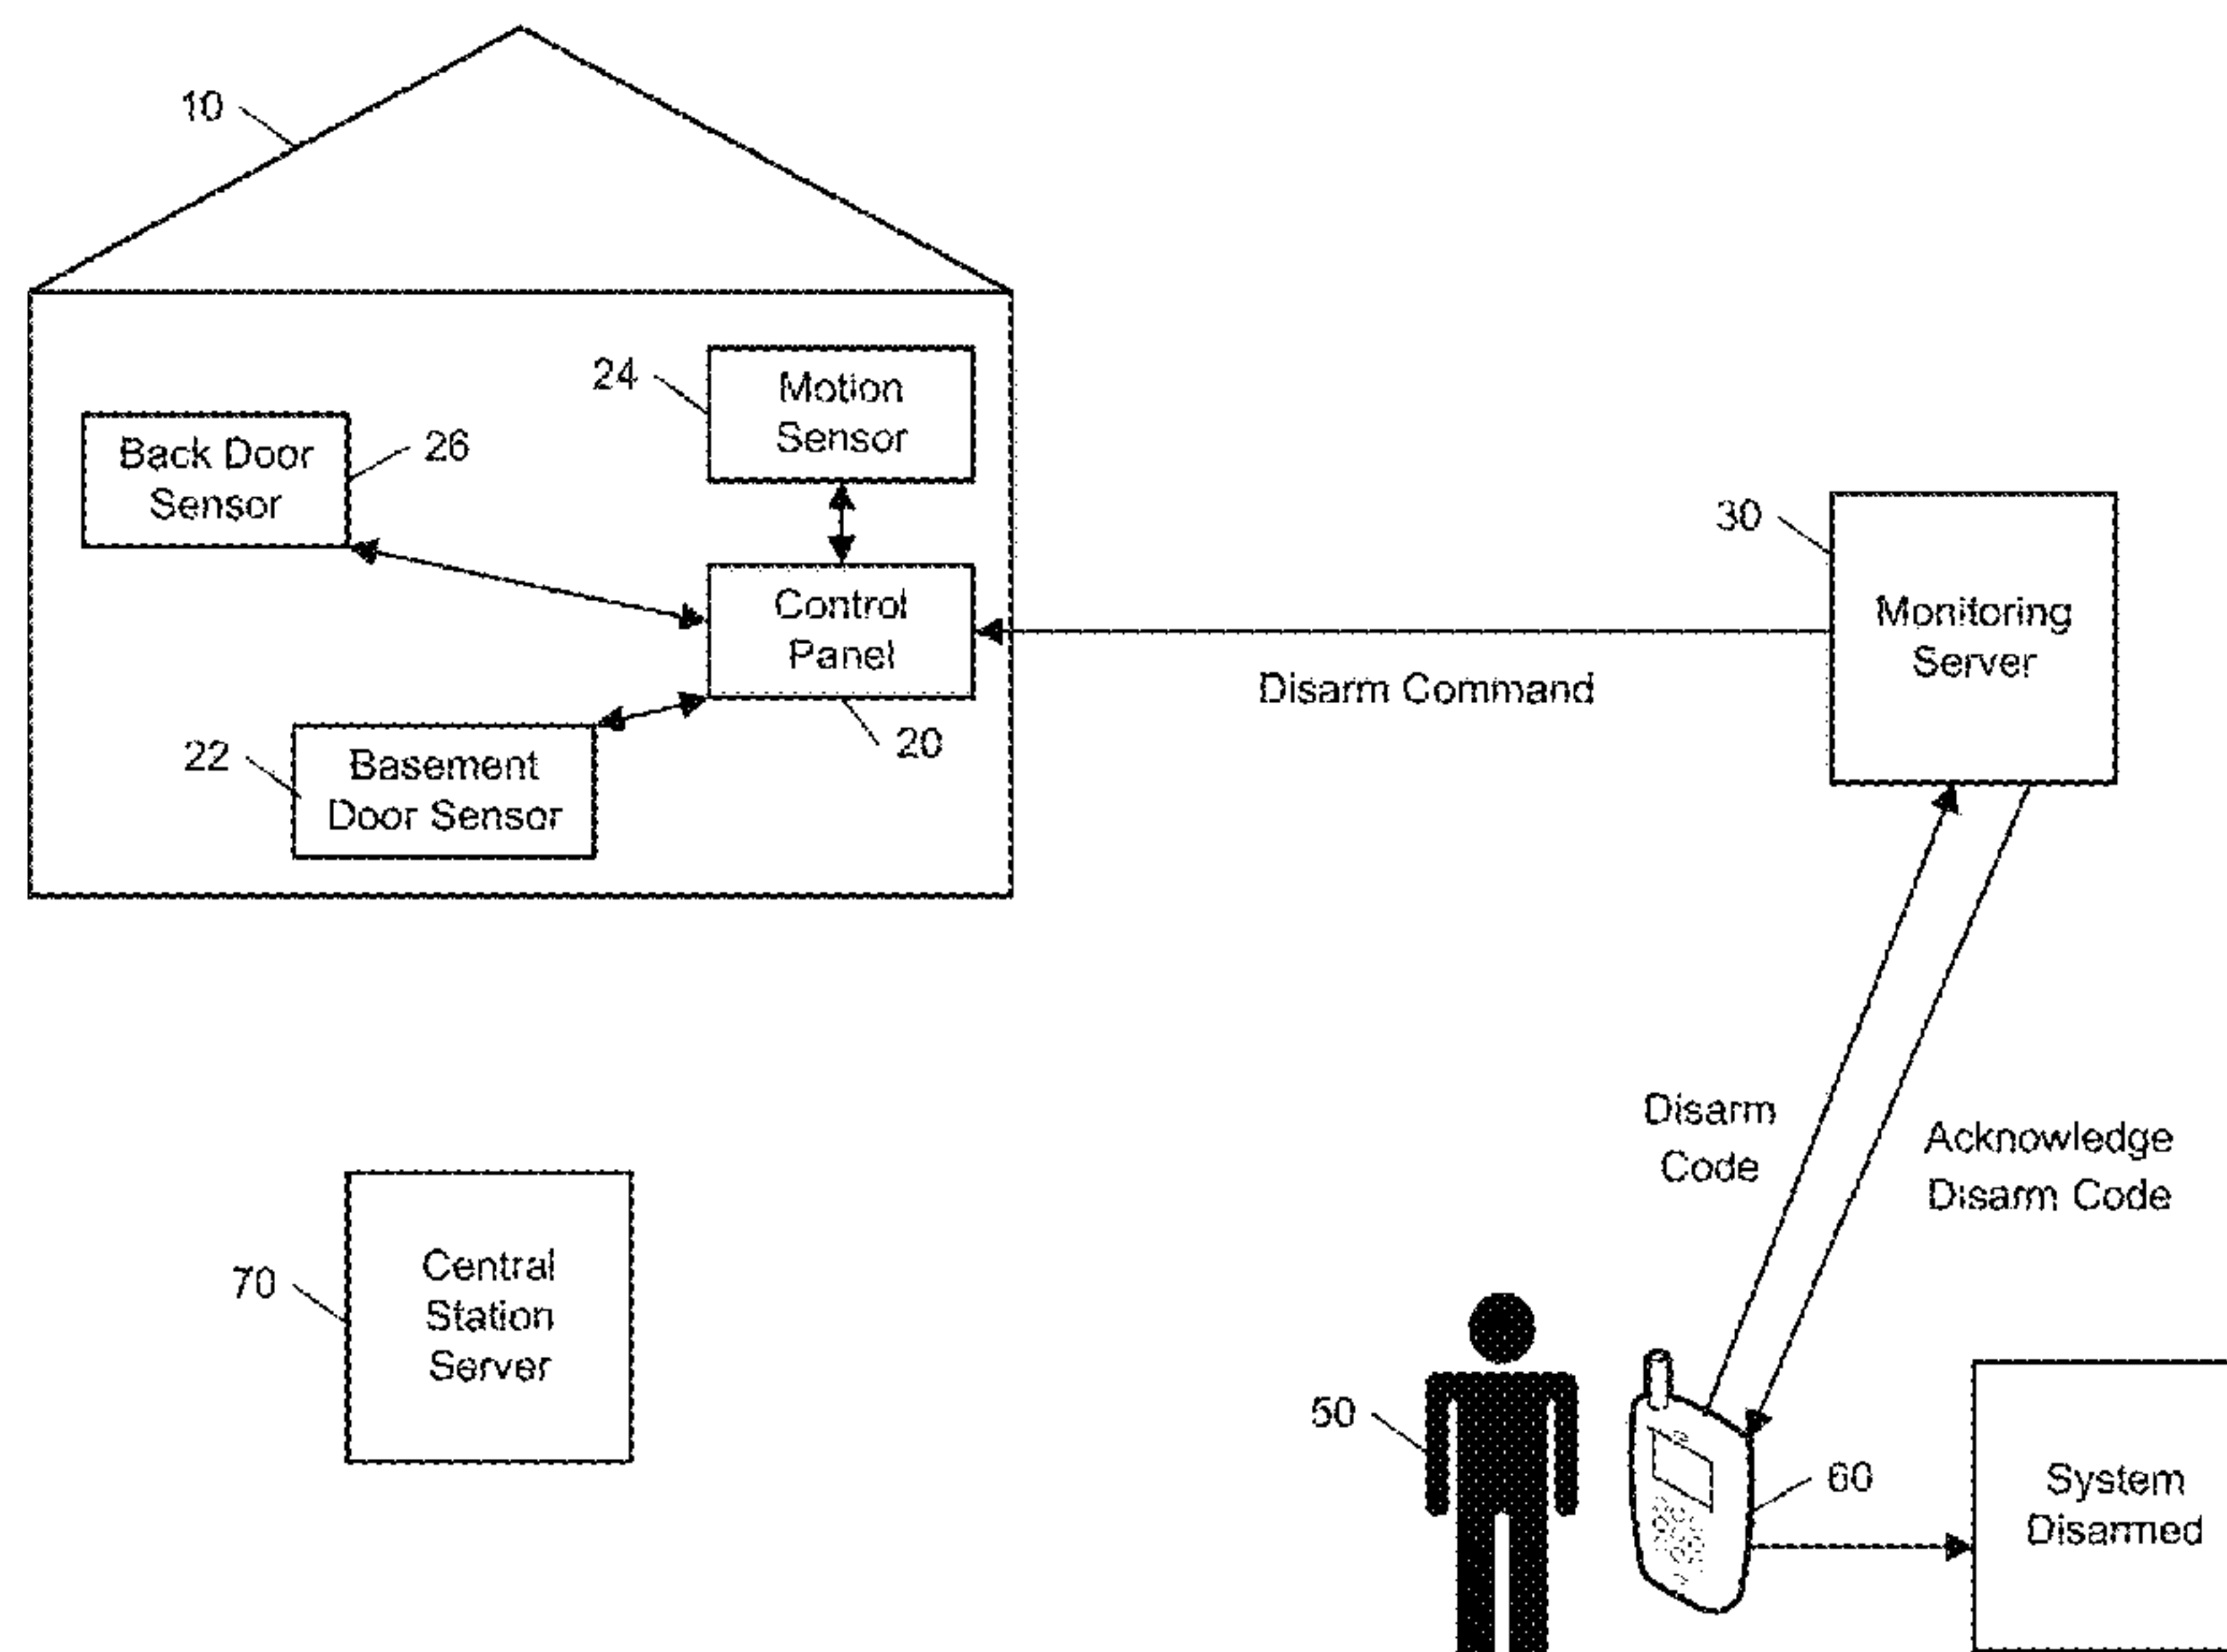 10
24
Motion
Sensor
Back Door
Sensor
26
30
Control
Panel
Monitoring
Server
Disarm Command
20
22
Basement
Door Sensor
Disarm
Code
Acknowledge
Disarm Code
70
Central
Station
Server
50
60
System
Disarmed